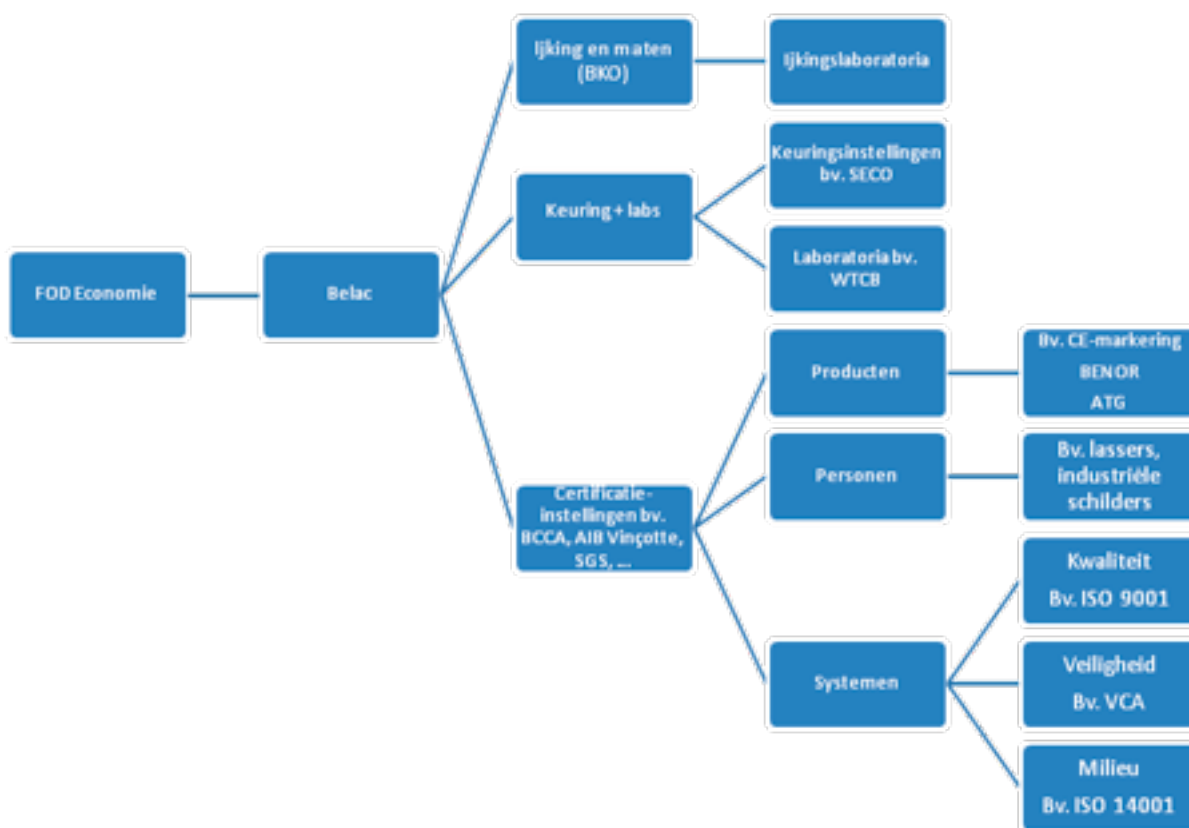 Ijking en maten
(BKO)
Ijkingslaboratoria
Keuringsinstellingen
bv. SECO
Keuring + labs
Laboratoria bv.
WTCB
FOD Economie
Belac
Producten
Bv. CE-markering
BENOR
ATG
Personen
Bv. lassers,
industriële
schilders
Certificatie-
instellingen bv.
BCCA, AIB Vinçotte,
SGS, ...
Systemen
Kwaliteit
Bv. ISO 9001
Veiligheid
Bv. VCA
Milieu
Bv. ISO 14001